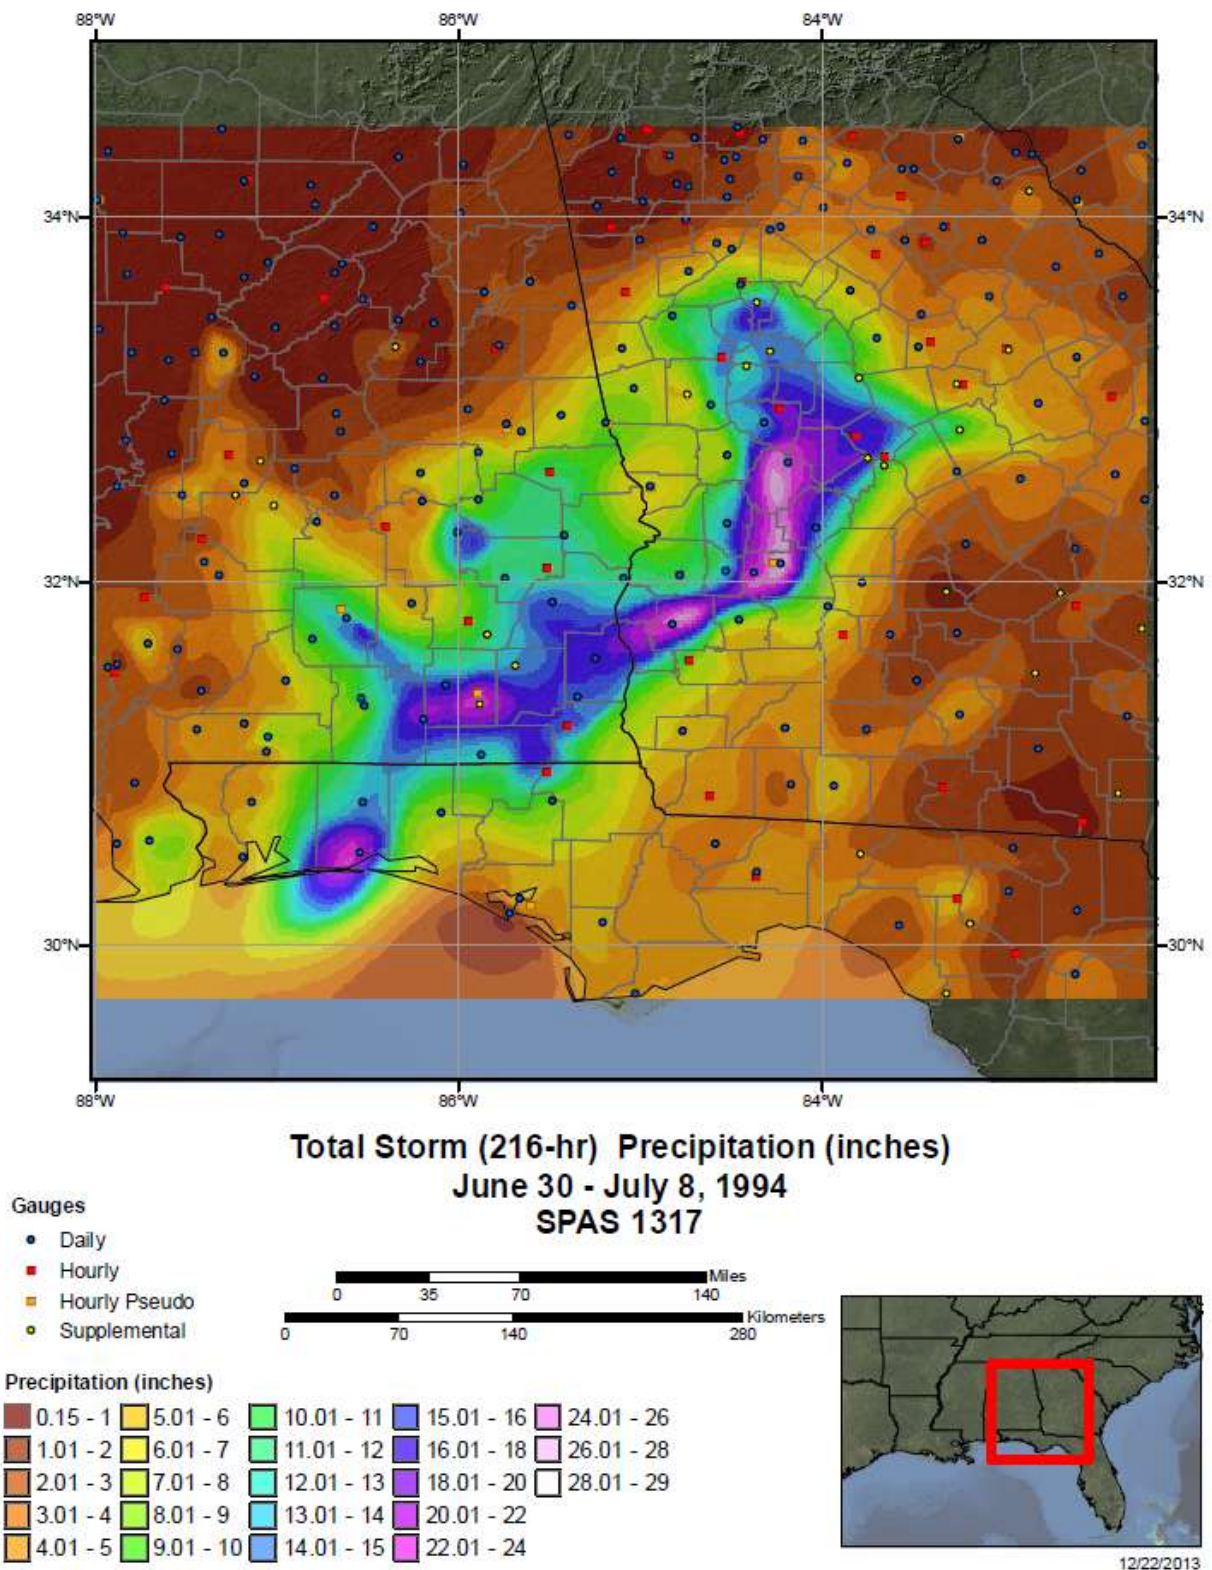 88°W 86°W 84°W
34°N 34°N
32°N 32°N
30°N 30°N
88°W 86°W 84°W
Total Storm (216-hr) Precipitation (inches)
June 30 - July 8, 1994
SPAS 1317
Gauges
Daily
Hourly
Hourly Pseudo
Supplemental
Miles
0 35 70 140
Kilometers
0 70 140 280
Precipitation (inches)
0.15 - 1 5.01 - 6 10.01 - 11 15.01 - 16 24.01 - 26
1.01 - 2 6.01 - 7 11.01 - 12 16.01 - 18 26.01 - 28
2.01 - 3 7.01 - 8 12.01 - 13 18.01 - 20 28.01 - 29
3.01 - 4 8.01 - 9 13.01 - 14 20.01 - 22
4.01 - 5 9.01 - 10 14.01 - 15 22.01 - 24
12/22/2013